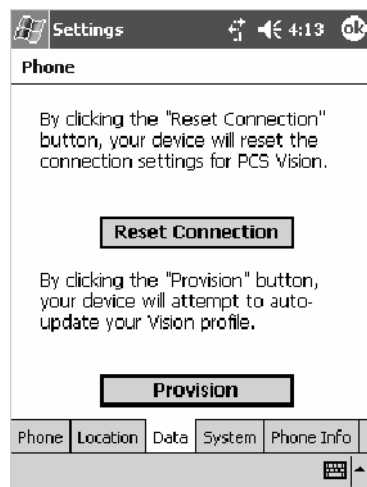 Settings 4:13 ok
Phone
By clicking the "Reset Connection"
button, your device will reset the
connection settings for PCS Vision.
Reset Connection
By clicking the "Provision" button,
your device will attempt to auto-
update your Vision profile.
Provision
Phone Location Data System Phone Info